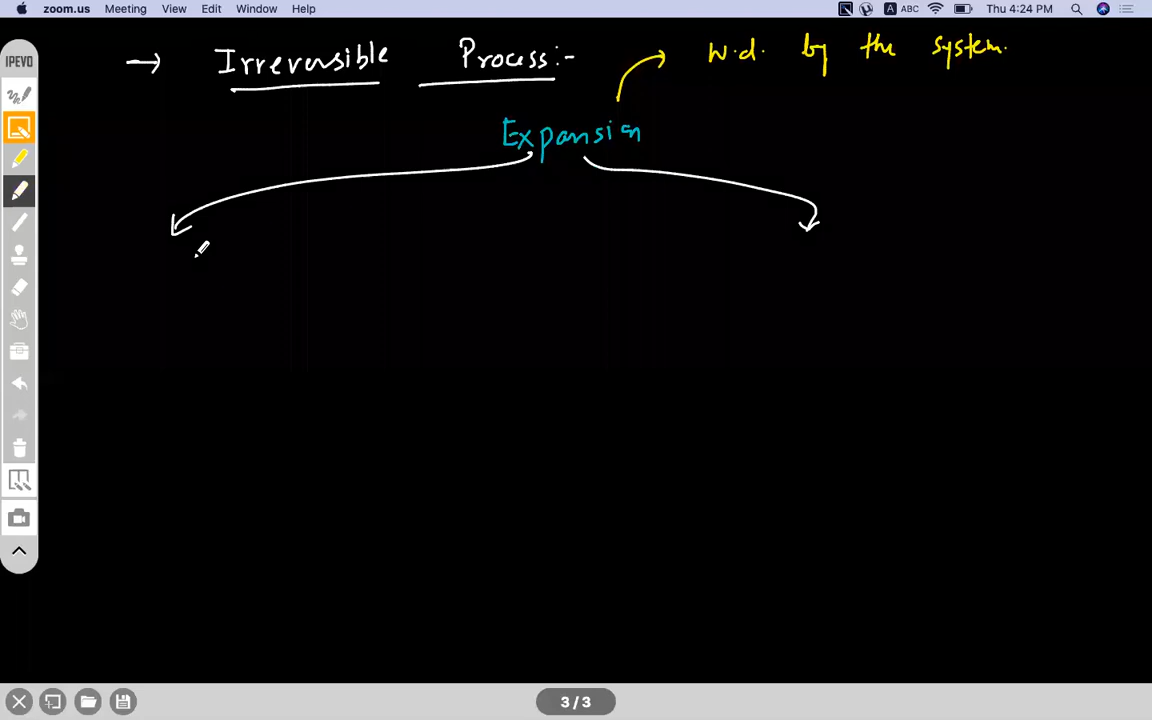 zoom.us Meeting View Edit Window Help A ABC Thu 4:24 PM
IPEVO
→ Irreversible Process:-
W.d. by the system.
Expansion
3 / 3